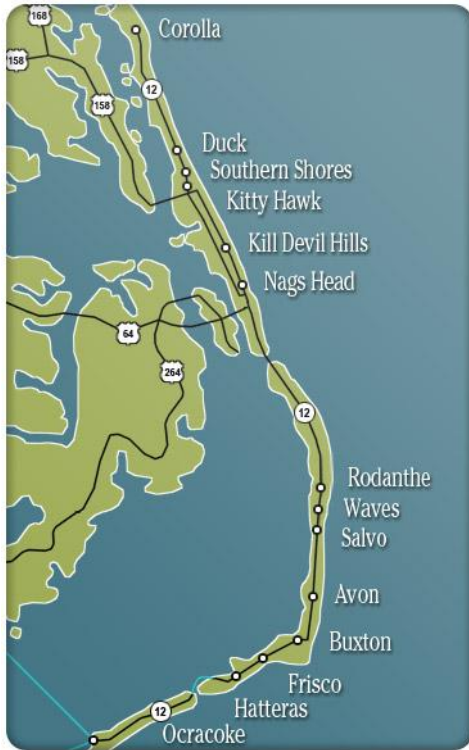 168
Corolla
158
158
12
Duck
Southern Shores
Kitty Hawk
Kill Devil Hills
Nags Head
64
264
12
Rodanthe
Waves
Salvo
Avon
Buxton
Frisco
Hatteras
12
Ocracoke